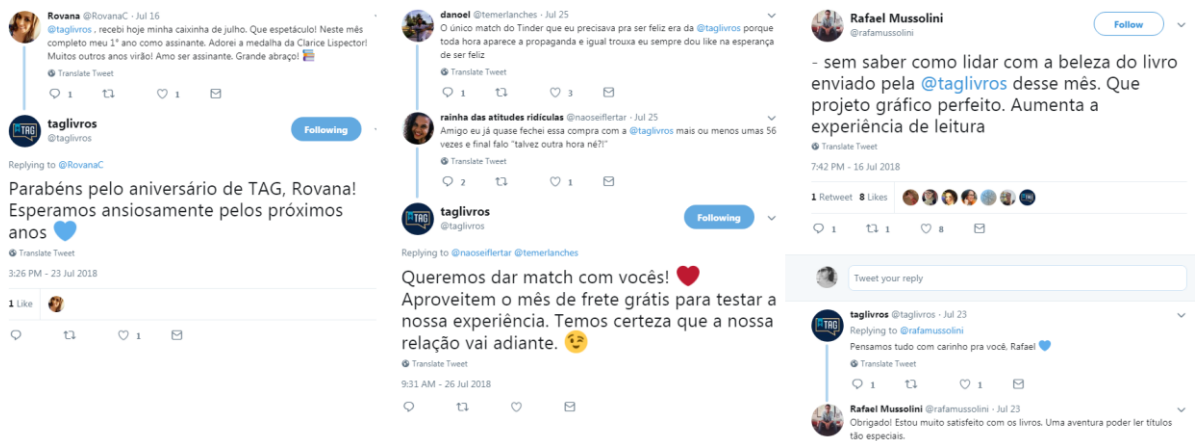 Rovana @RovanaC · Jul 16
@taglivros , recebi hoje minha caixinha de julho. Que espetáculo! Neste mês
completo meu 1° ano como assinante. Adorei a medalha da Clarice Lispector!
Muitos outros anos virão! Amo ser assinante. Grande abraço! 📚
Translate Tweet
1 1
TAG
taglivros
@taglivros
Following
Replying to @RovanaC
Parabéns pelo aniversário de TAG, Rovana!
Esperamos ansiosamente pelos próximos
anos 💙
Translate Tweet
3:26 PM - 23 Jul 2018
1 Like
1
danoel @temerlanches · Jul 25
O único match do Tinder que eu precisava pra ser feliz era da @taglivros porque
toda hora aparece a propaganda e igual trouxa eu sempre dou like na esperança
de ser feliz
Translate Tweet
1 3
rainha das atitudes ridículas @naoseiflertar · Jul 25
Amigo eu já quase fechei essa compra com a @taglivros mais ou menos umas 56
vezes e final falo "talvez outra hora né?!"
Translate Tweet
2 1
TAG
taglivros
@taglivros
Following
Replying to @naoseiflertar @temerlanches
Queremos dar match com vocês! ❤️
Aproveitem o mês de frete grátis para testar a
nossa experiência. Temos certeza que a nossa
relação vai adiante. 😉
Translate Tweet
9:31 AM - 26 Jul 2018
Rafael Mussolini
@rafamussolini
Follow
- sem saber como lidar com a beleza do livro
enviado pela @taglivros desse mês. Que
projeto gráfico perfeito. Aumenta a
experiência de leitura
Translate Tweet
7:42 PM - 16 Jul 2018
1 Retweet 8 Likes
1 1 8
Tweet your reply
TAG
taglivros @taglivros · Jul 23
Replying to @rafamussolini
Pensamos tudo com carinho pra você, Rafael 💙
Translate Tweet
1 1
Rafael Mussolini @rafamussolini · Jul 23
Obrigado! Estou muito satisfeito com os livros. Uma aventura poder ler títulos
tão especiais.